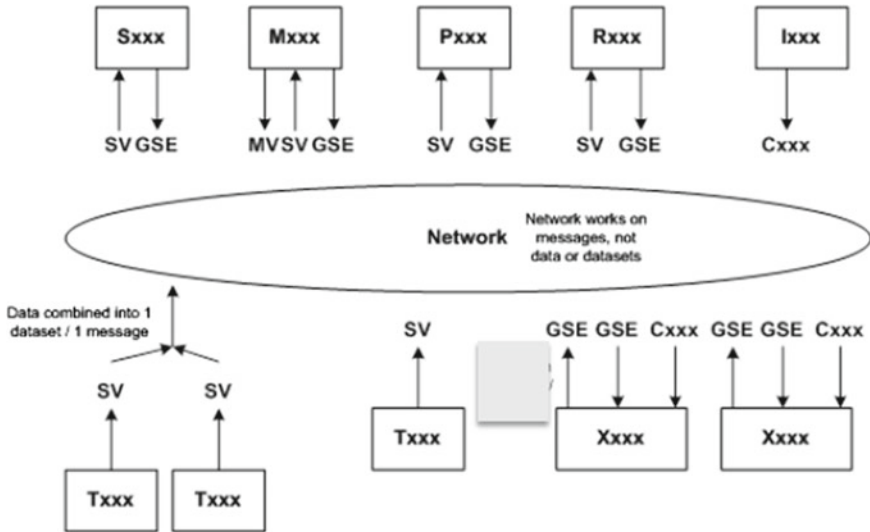 Sxxx Mxxx Pxxx Rxxx Ixxx
SV GSE MV SV GSE SV GSE SV GSE Cxxx
Network
Network works on
messages, not
data or datasets
Data combined into 1
dataset / 1 message
SV GSE GSE Cxxx GSE GSE Cxxx
SV SV
Txxx Xxxx Xxxx
Txxx Txxx